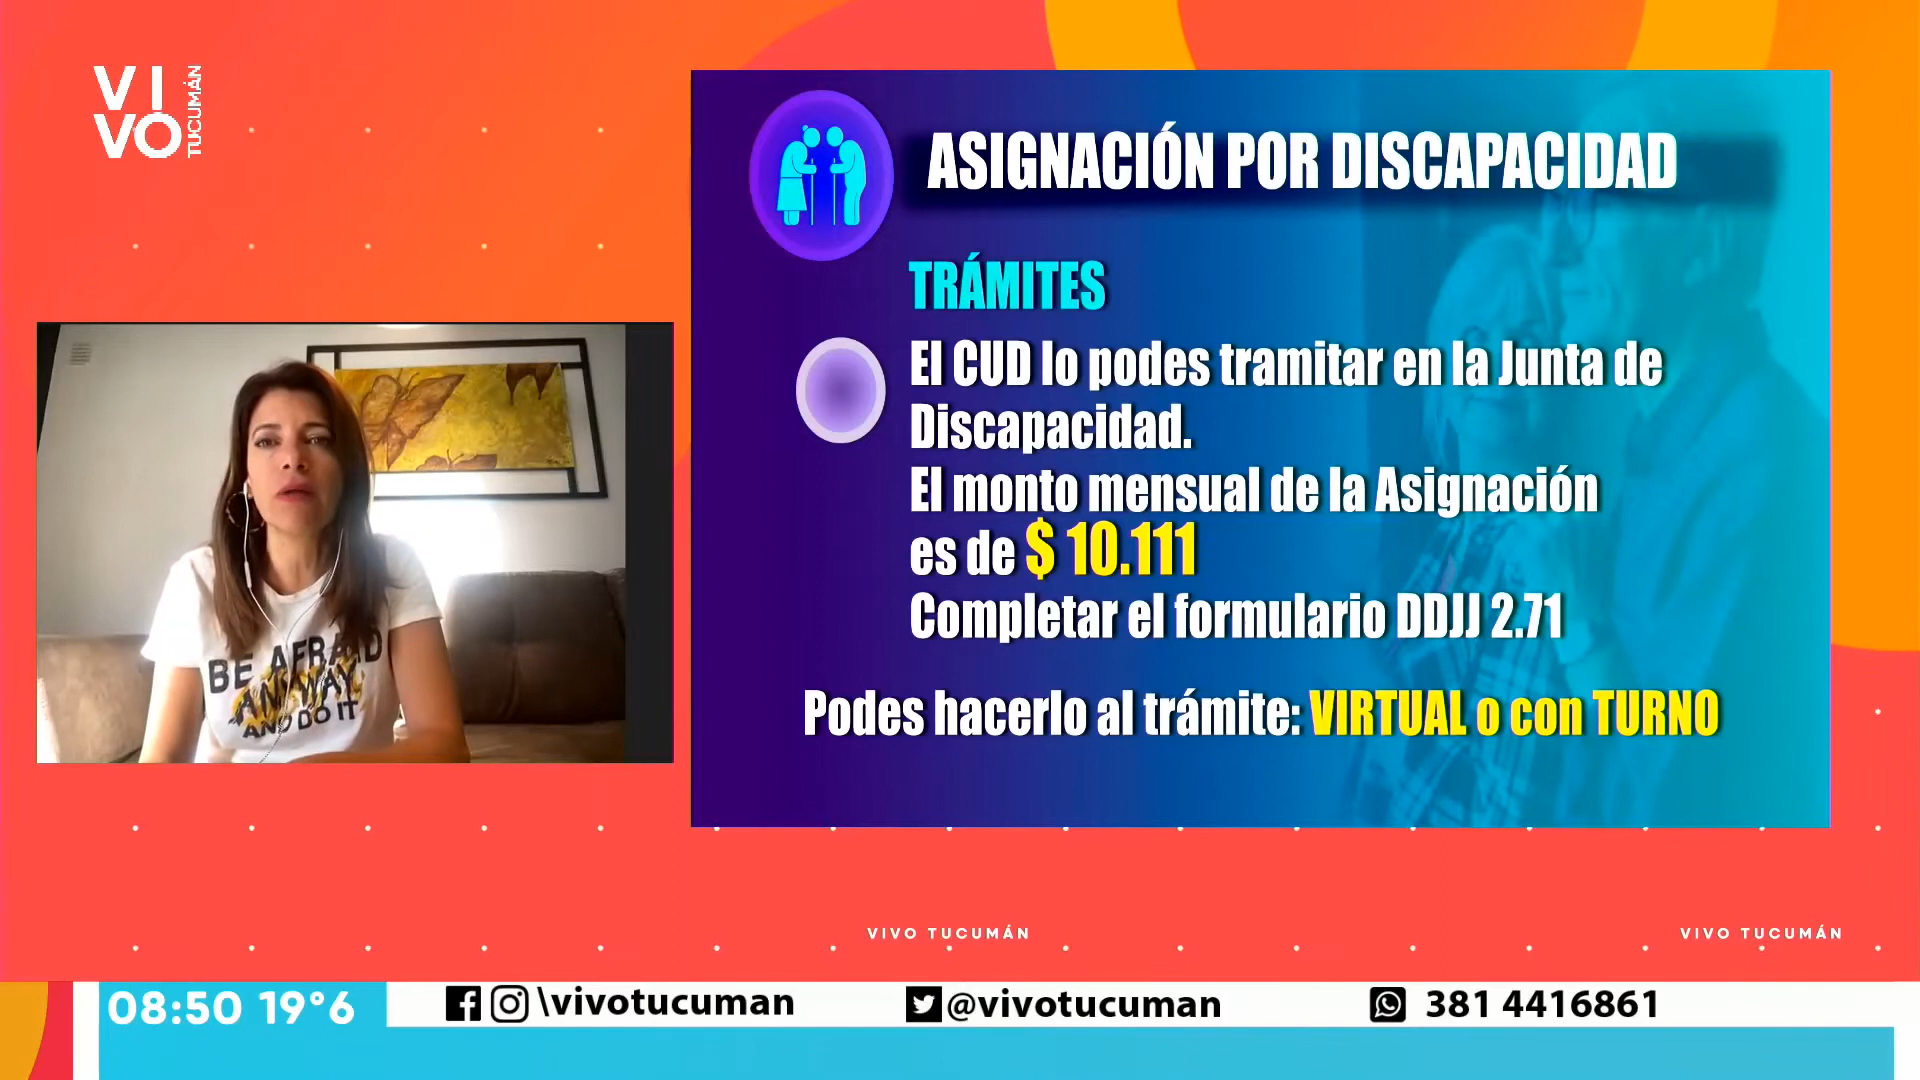 VIVO TUCUMÁN
ASIGNACIÓN POR DISCAPACIDAD
TRÁMITES
El CUD lo podes tramitar en la Junta de
Discapacidad.
El monto mensual de la Asignación
es de $ 10.111
Completar el formulario DDJJ 2.71
Podes hacerlo al trámite: VIRTUAL o con TURNO
BE AFRAID
ANYWAY
AND DO IT
VIVO TUCUMÁN
VIVO TUCUMÁN
08:50 19°6
\vivotucuman
@vivotucuman
381 4416861